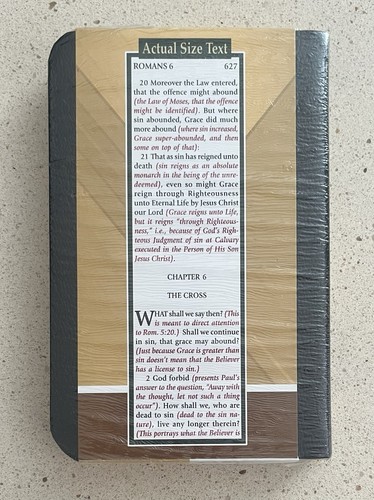 Actual Size Text
ROMANS 6 627
20 Moreover the Law entered,
that the offence might abound
(the Law of Moses, that the offence
might be identified). But where
sin abounded, Grace did much
more abound (where sin increased,
Grace super-abounded, and then
some on top of that):
21 That as sin has reigned unto
death (sin reigns as an absolute
monarch in the being of the unre-
deemed), even so might Grace
reign through Righteousness
unto Eternal Life by Jesus Christ
our Lord (Grace reigns unto Life,
but it reigns "through Righteous-
ness," i.e., because of God's Righ-
teous Judgment of sin at Calvary
executed in the Person of His Son
Jesus Christ).
CHAPTER 6
THE CROSS
WHAT shall we say then? (This
is meant to direct attention
to Rom. 5:20.) Shall we continue
in sin, that grace may abound?
(Just because Grace is greater than
sin doesn't mean that the Believer
has a license to sin.)
2 God forbid (presents Paul's
answer to the question, "Away with
the thought, let not such a thing
occur"). How shall we, who are
dead to sin (dead to the sin na-
ture), live any longer therein?
(This portrays what the Believer is